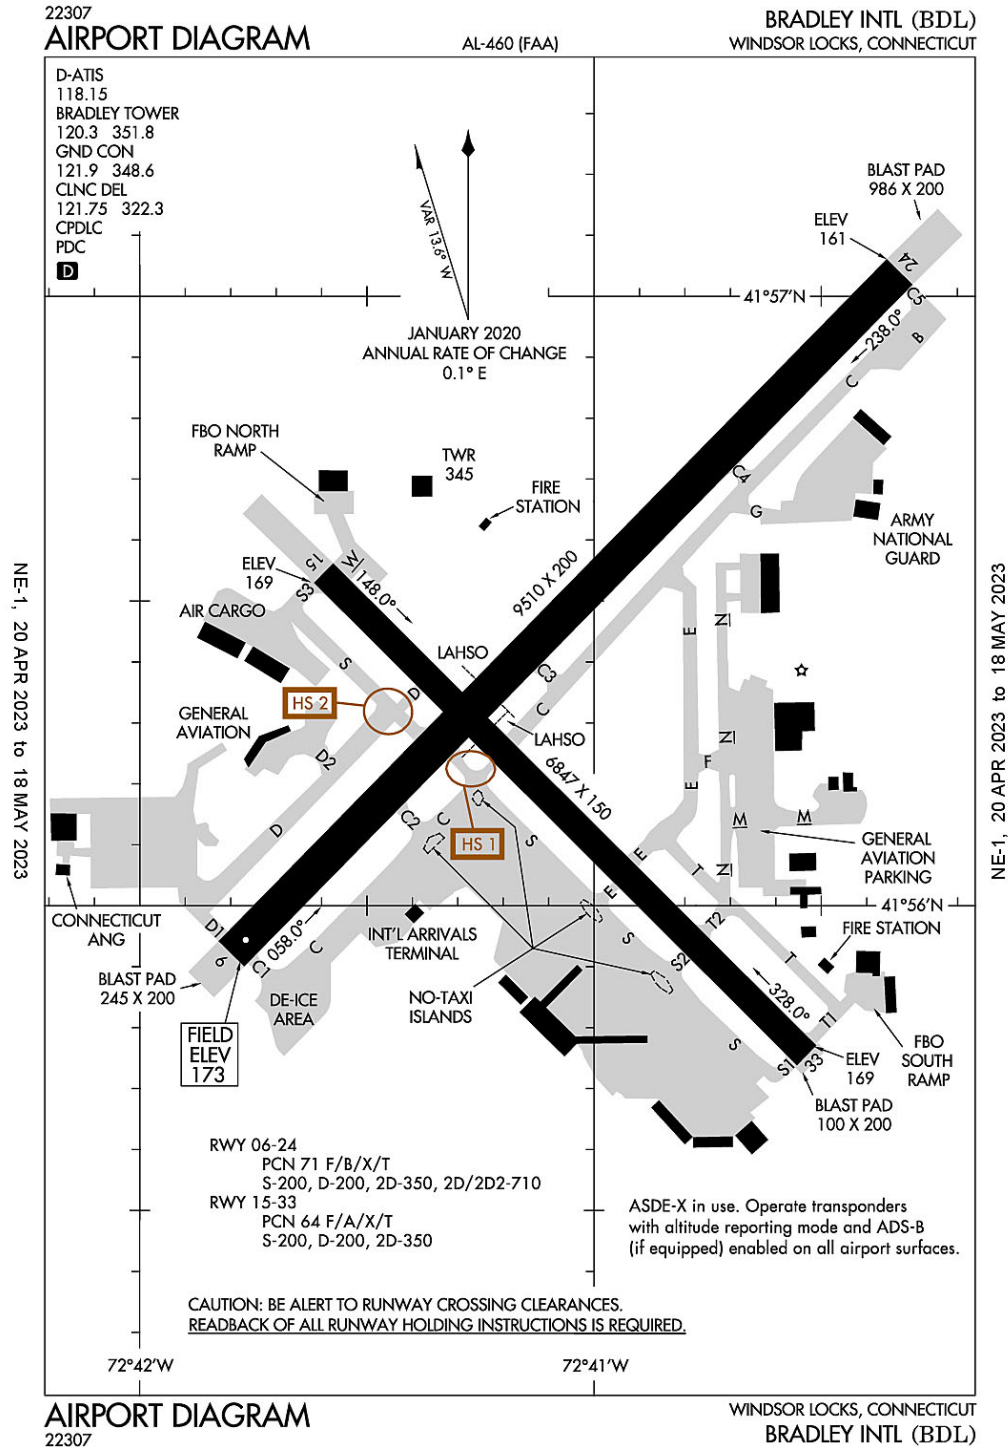 22307
AIRPORT DIAGRAM
AL-460 (FAA)
BRADLEY INTL (BDL)
WINDSOR LOCKS, CONNECTICUT
D-ATIS
118.15
BRADLEY TOWER
120.3 351.8
GND CON
121.9 348.6
CLNC DEL
121.75 322.3
CPDLC
PDC
D
VAR 13.6° W
JANUARY 2020
ANNUAL RATE OF CHANGE
0.1° E
BLAST PAD
986 X 200
ELEV
161
24
41°57'N
C5
238.0°
B
C
FBO NORTH
RAMP
TWR
345
FIRE
STATION
C4
G
ARMY
NATIONAL
GUARD
ELEV
169
15
W
S3
148.0°
9510 X 200
AIR CARGO
S
LAHSO
C3
E
N
HS 2
D
C
GENERAL
AVIATION
LAHSO
D2
6847 X 150
N
F
E
D
C2
C
HS 1
S
M
M
GENERAL
AVIATION
PARKING
E
T
N
CONNECTICUT
ANG
D1
6
058.0°
C1
C
INT'L ARRIVALS
TERMINAL
E
S
T2
41°56'N
FIRE STATION
S2
T
BLAST PAD
245 X 200
DE-ICE
AREA
NO-TAXI
ISLANDS
328.0°
T1
FIELD
ELEV
173
S
S1
33
ELEV
169
FBO
SOUTH
RAMP
BLAST PAD
100 X 200
RWY 06-24
PCN 71 F/B/X/T
S-200, D-200, 2D-350, 2D/2D2-710
RWY 15-33
PCN 64 F/A/X/T
S-200, D-200, 2D-350
ASDE-X in use. Operate transponders
with altitude reporting mode and ADS-B
(if equipped) enabled on all airport surfaces.
CAUTION: BE ALERT TO RUNWAY CROSSING CLEARANCES.
READBACK OF ALL RUNWAY HOLDING INSTRUCTIONS IS REQUIRED.
72°42'W
72°41'W
NE-1, 20 APR 2023 to 18 MAY 2023
NE-1, 20 APR 2023 to 18 MAY 2023
AIRPORT DIAGRAM
22307
WINDSOR LOCKS, CONNECTICUT
BRADLEY INTL (BDL)